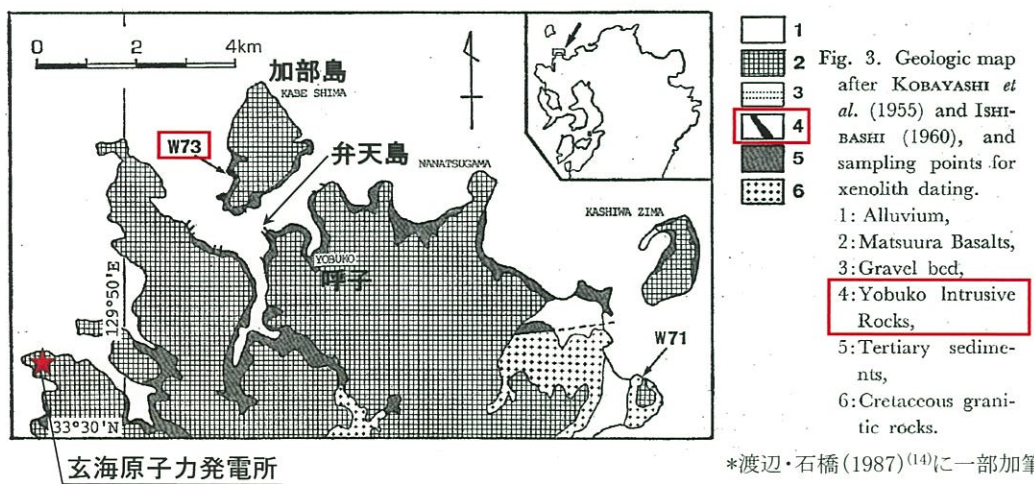 0 2 4km
加部島
KABE SHIMA
W73
弁天島
NANATSUGAMA
KASHIWA ZIMA
YOBUKO
呼子
129°50'E
W71
33°30'N
玄海原子力発電所
1
2
3
4
5
6
Fig. 3. Geologic map
after KOBAYASHI et
al. (1955) and ISHI-
BASHI (1960), and
sampling points for
xenolith dating.
1: Alluvium,
2: Matsuura Basalts,
3: Gravel bed,
4: Yobuko Intrusive
Rocks,
5: Tertiary sedime-
nts,
6: Cretaceous grani-
tic rocks.
*渡辺・石橋(1987)(14)に一部加筆